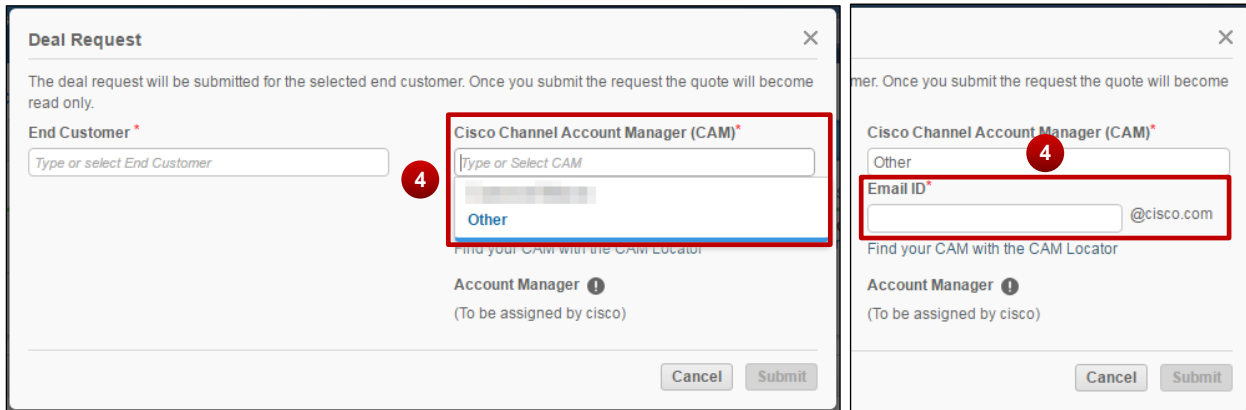 Deal Request
The deal request will be submitted for the selected end customer. Once you submit the request the quote will become
read only.
End Customer *
Type or select End Customer
4
Cisco Channel Account Manager (CAM)*
Type or Select CAM
Other
Find your CAM with the CAM Locator
Account Manager
(To be assigned by cisco)
Cancel
Submit
mer. Once you submit the request the quote will become
Cisco Channel Account Manager (CAM)*
Other
4
Email ID*
@cisco.com
Find your CAM with the CAM Locator
Account Manager
(To be assigned by cisco)
Cancel
Submit